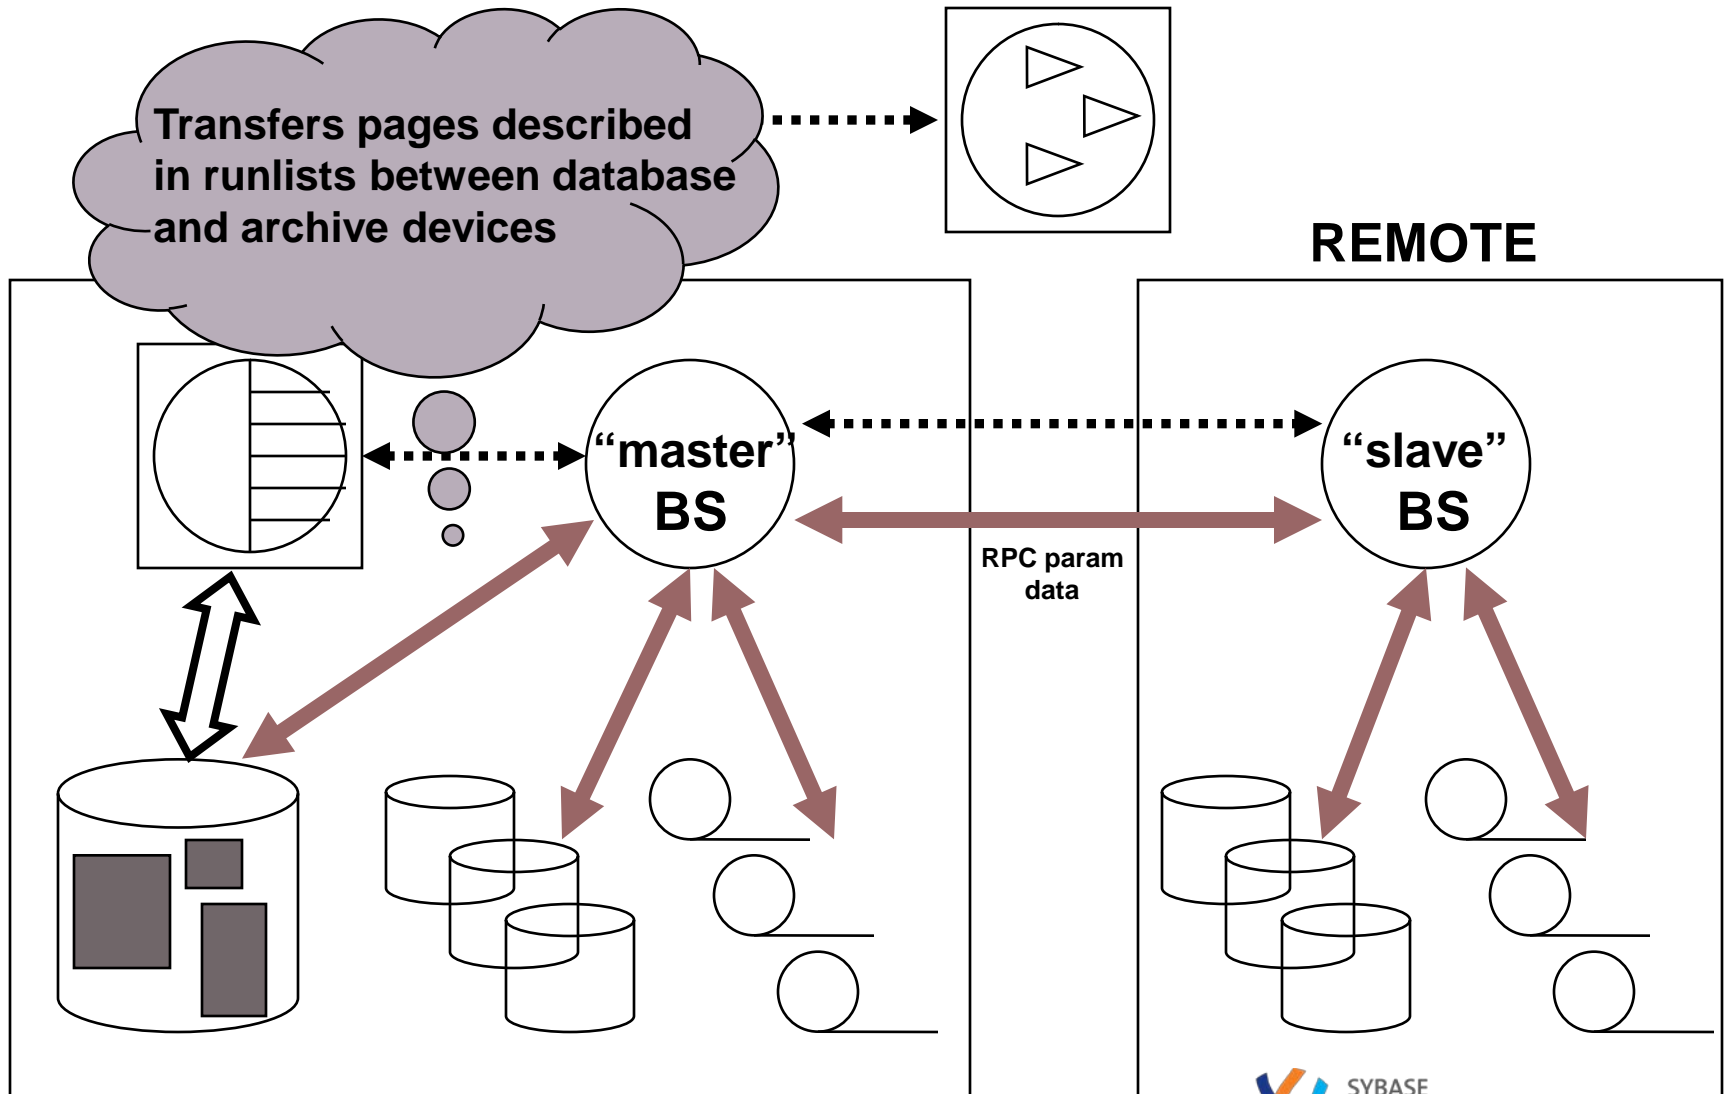 Transfers pages described
in runlists between database
and archive devices
REMOTE
“master”
BS
“slave”
BS
RPC param
data
SYBASE